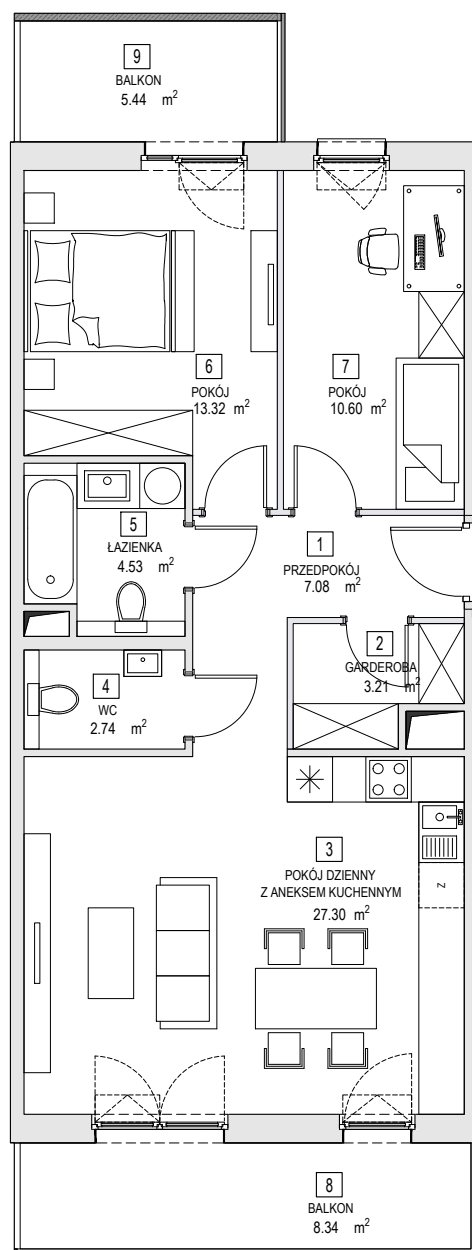 9
BALKON
5.44 m²
6
POKÓJ
13.32 m²
7
POKÓJ
10.60 m²
5
ŁAZIENKA
4.53 m²
1
PRZEDPOKÓJ
7.08 m²
2
GARDEROBA
3.21 m²
4
WC
2.74 m²
3
POKÓJ DZIENNY
Z ANEKSEM KUCHENNYM
27.30 m²
Z
8
BALKON
8.34 m²